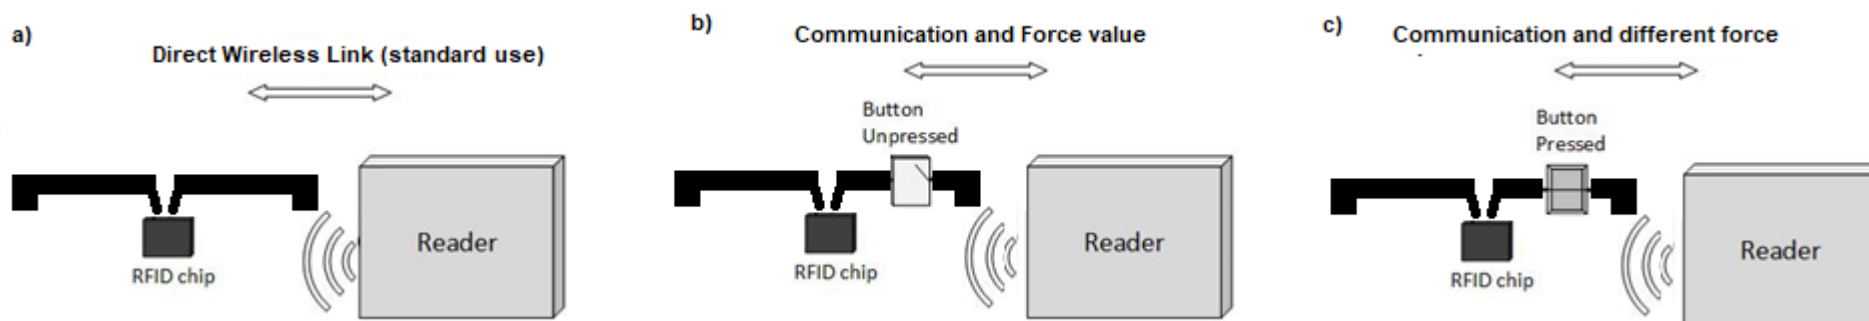 a)
Direct Wireless Link (standard use)
RFID chip
Reader
b)
Communication and Force value
Button
Unpressed
RFID chip
Reader
c)
Communication and different force
Button
Pressed
RFID chip
Reader